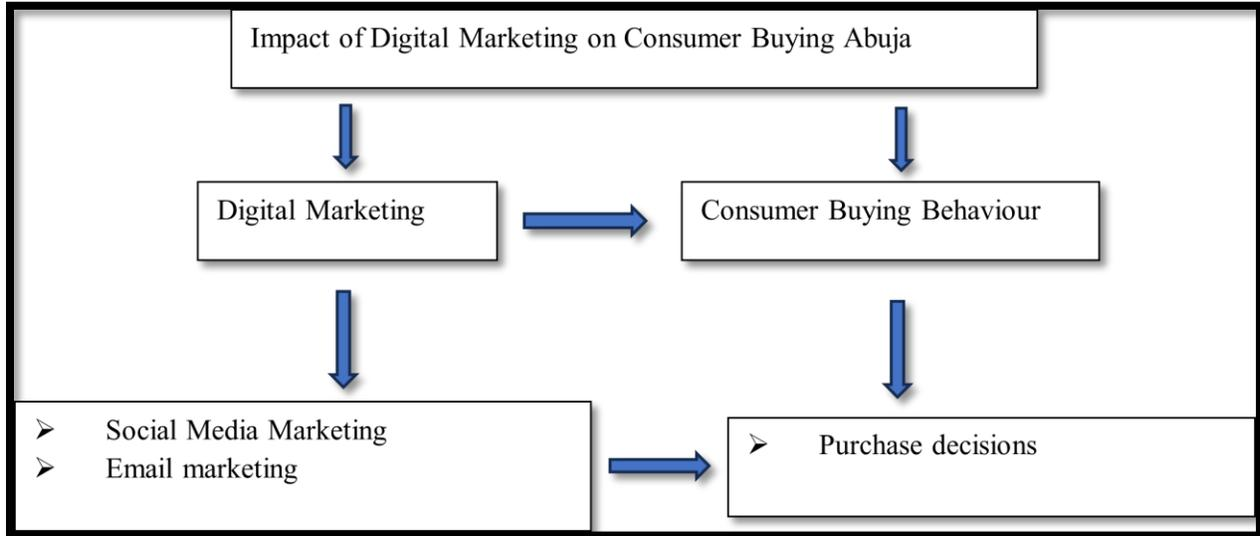 Impact of Digital Marketing on Consumer Buying Abuja
Digital Marketing
Consumer Buying Behaviour
➢ Social Media Marketing
➢ Email marketing
➢ Purchase decisions